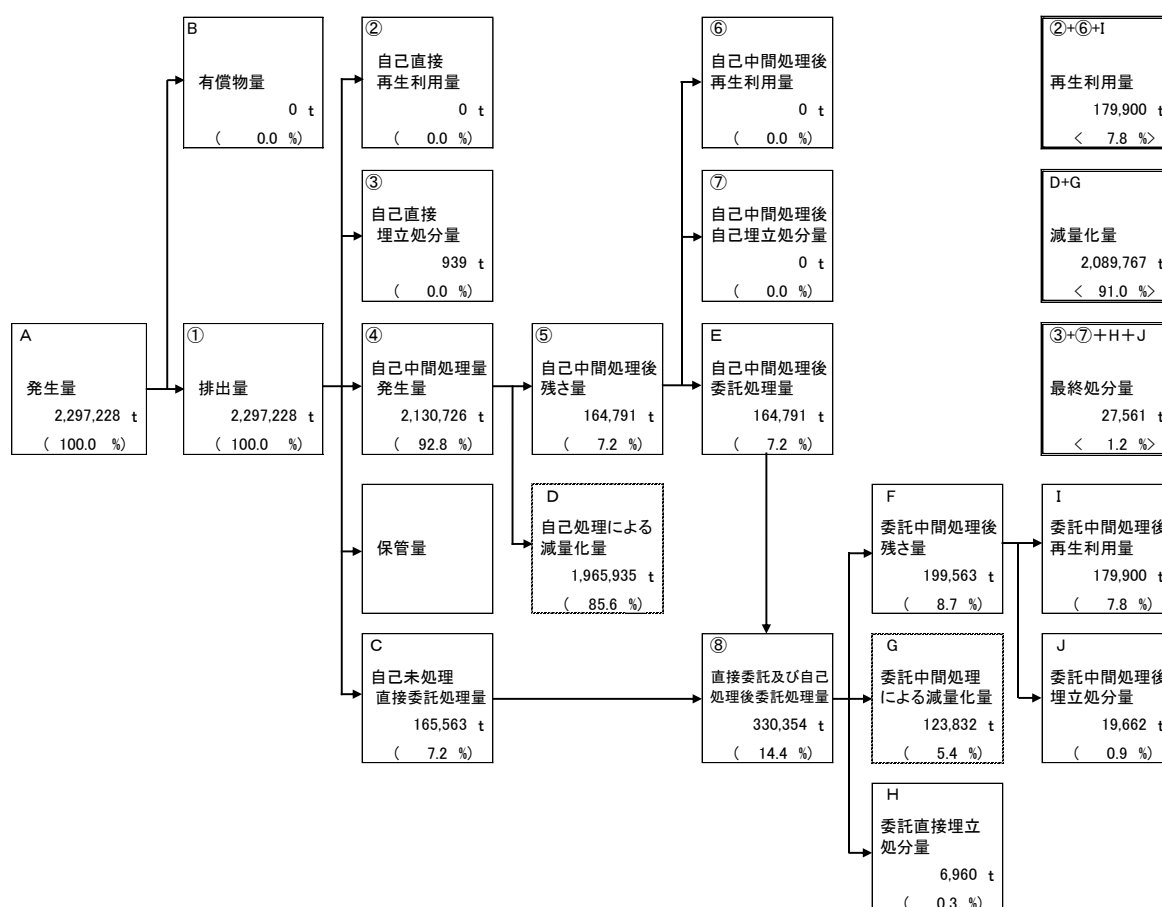 B
有償物量
0 t
( 0.0 %)
②
自己直接
再生利用量
0 t
( 0.0 %)
⑥
自己中間処理後
再生利用量
0 t
( 0.0 %)
②+⑥+I
再生利用量
179,900 t
< 7.8 %>
③
自己直接
埋立処分量
939 t
( 0.0 %)
⑦
自己中間処理後
自己埋立処分量
0 t
( 0.0 %)
D+G
減量化量
2,089,767 t
< 91.0 %>
A
発生量
2,297,228 t
( 100.0 %)
①
排出量
2,297,228 t
( 100.0 %)
④
自己中間処理量
発生量
2,130,726 t
( 92.8 %)
⑤
自己中間処理後
残さ量
164,791 t
( 7.2 %)
E
自己中間処理後
委託処理量
164,791 t
( 7.2 %)
③+⑦+H+J
最終処分量
27,561 t
< 1.2 %>
保管量
D
自己処理による
減量化量
1,965,935 t
( 85.6 %)
F
委託中間処理後
残さ量
199,563 t
( 8.7 %)
I
委託中間処理後
再生利用量
179,900 t
( 7.8 %)
C
自己未処理
直接委託処理量
165,563 t
( 7.2 %)
⑧
直接委託及び自己
処理後委託処理量
330,354 t
( 14.4 %)
G
委託中間処理
による減量化量
123,832 t
( 5.4 %)
J
委託中間処理後
埋立処分量
19,662 t
( 0.9 %)
H
委託直接埋立
処分量
6,960 t
( 0.3 %)